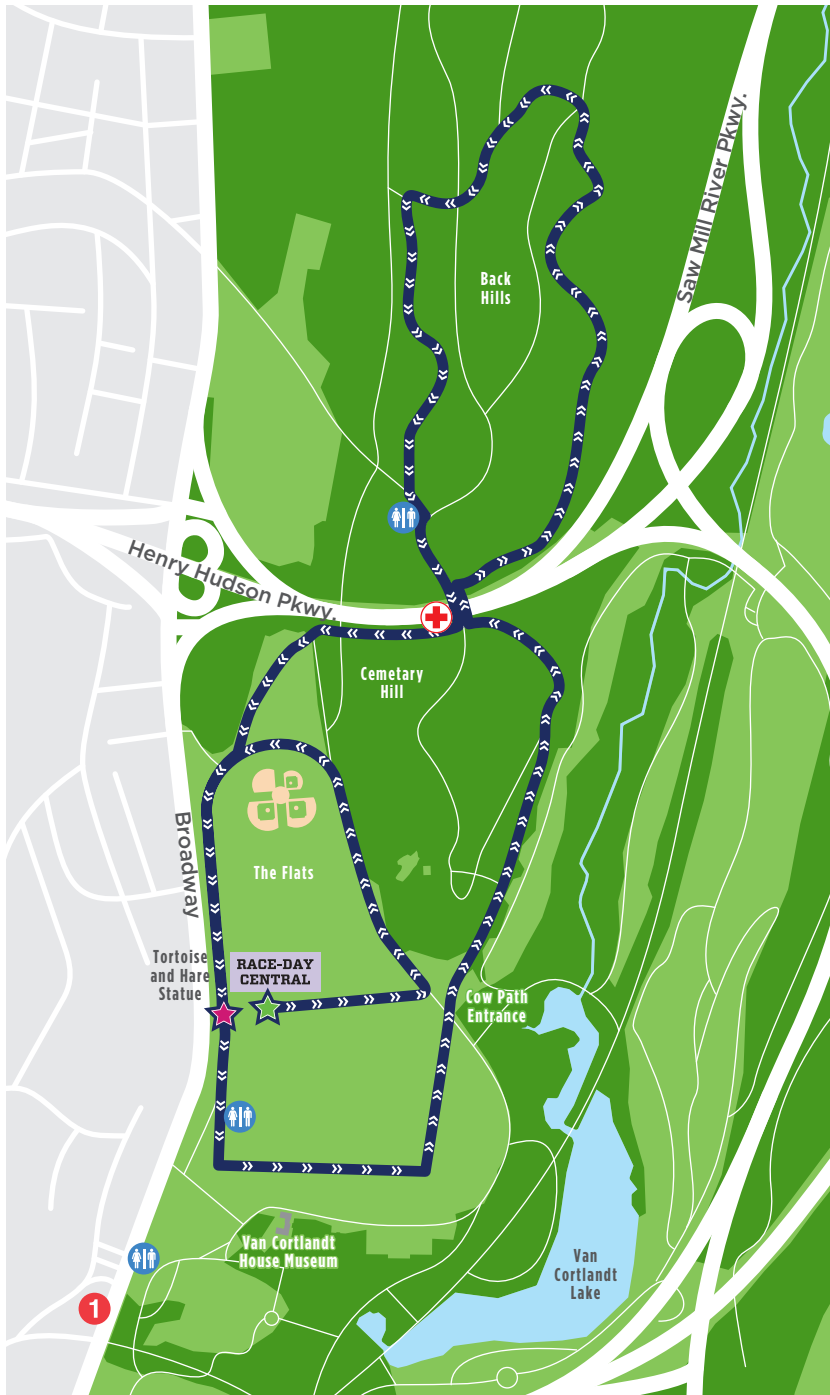 Saw Mill River Pkwy.
Back
Hills
Henry Hudson Pkwy.
Cemetary
Hill
Broadway
The Flats
Tortoise
and Hare
Statue
RACE-DAY
CENTRAL
Cow Path
Entrance
Van Cortlandt
House Museum
Van
Cortlandt
Lake
1